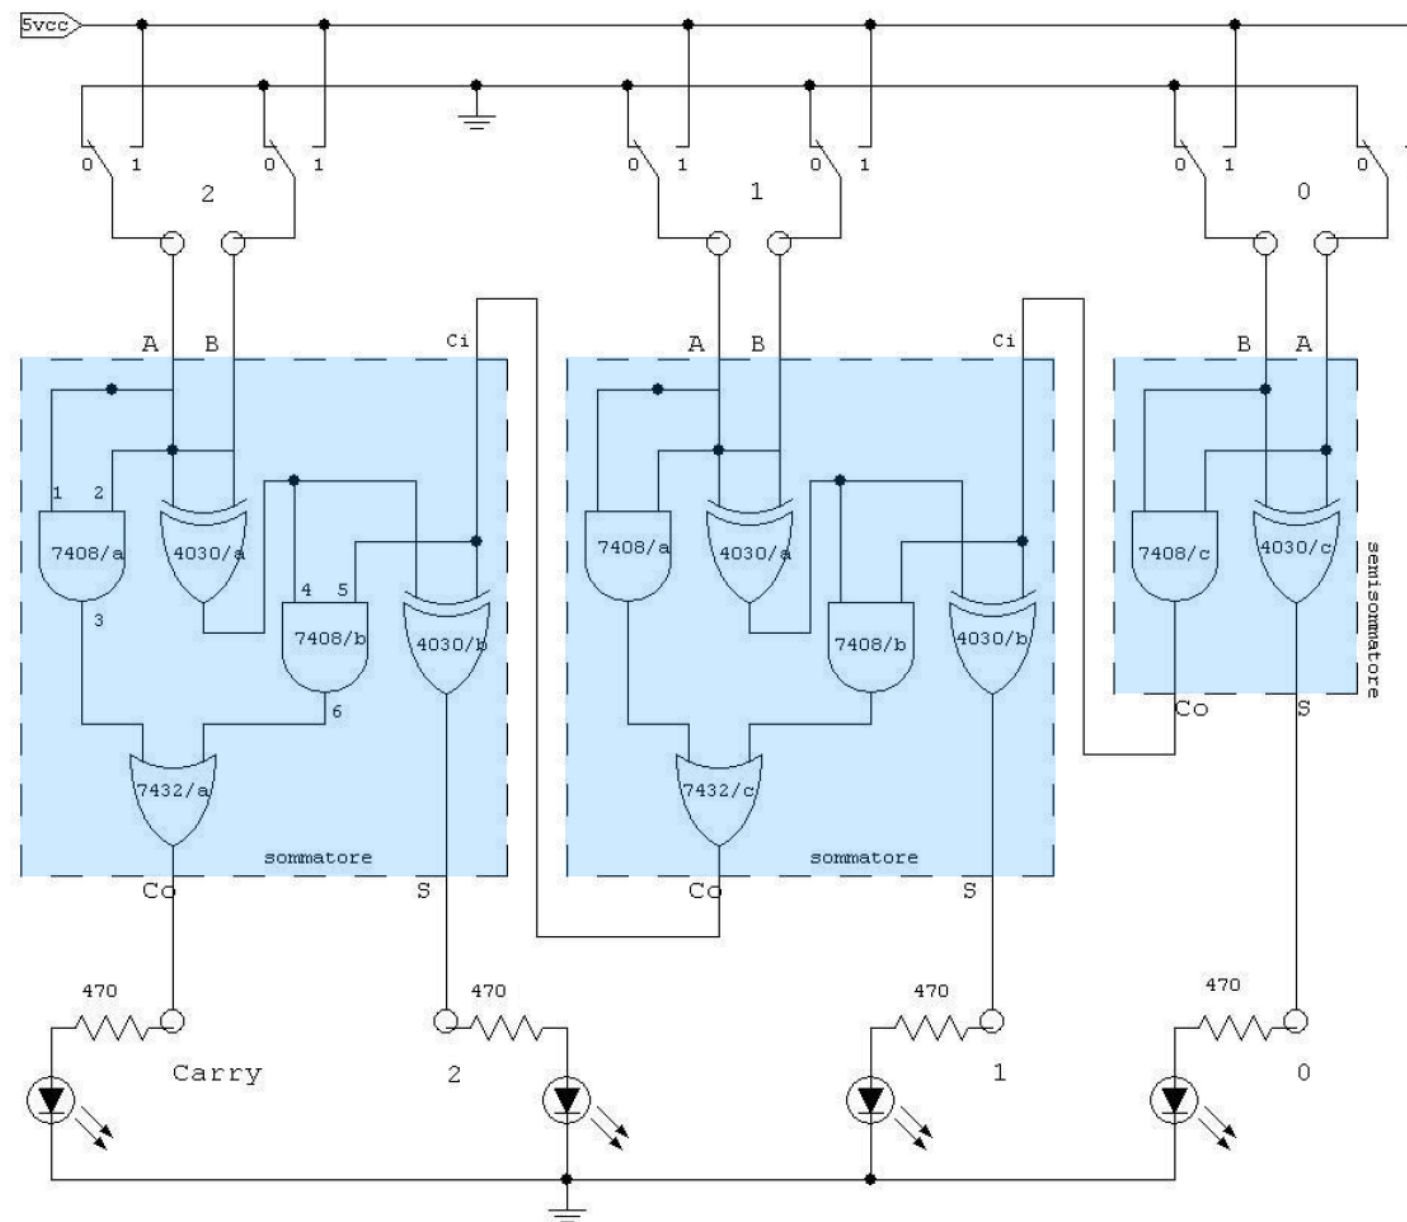 5vcc
0 1 0 1 0 1 0 1 0 1 0
2 1 0
A B Ci A B Ci B A
1 2
7408/a 4030/a 7408/a 4030/a 7408/c 4030/c
semisommatore
4 5
3 7408/b 4030/b 7408/b 4030/b
6
Co S
7432/a 7432/c
sommatore sommatore
Co S Co S
470 470 470 470
Carry 2 1 0